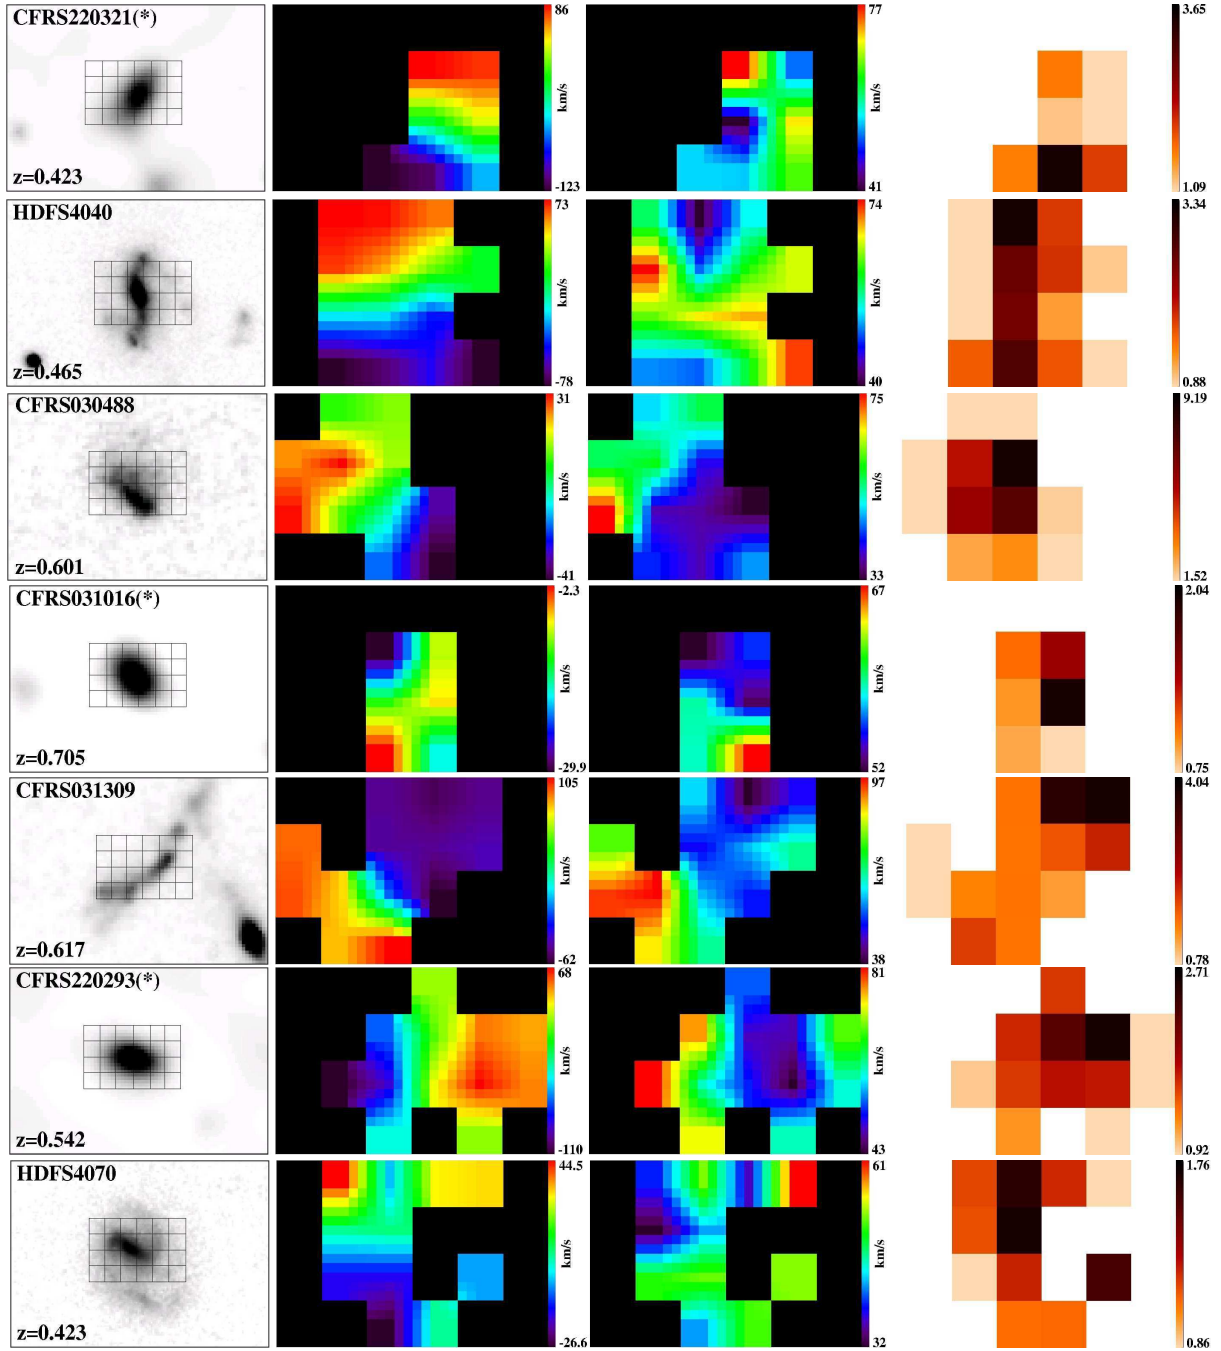 CFRS220321(*)
z=0.423
86
km/s
-123
77
km/s
41
3.65
1.09
HDFS4040
z=0.465
73
km/s
-78
74
km/s
40
3.34
0.88
CFRS030488
z=0.601
31
km/s
-41
75
km/s
33
9.19
1.52
CFRS031016(*)
z=0.705
-2.3
km/s
-29.9
67
km/s
52
2.04
0.75
CFRS031309
z=0.617
105
km/s
-62
97
km/s
38
4.04
0.78
CFRS220293(*)
z=0.542
68
km/s
-110
81
km/s
43
2.71
0.92
HDFS4070
z=0.423
44.5
km/s
-26.6
61
km/s
32
1.76
0.86